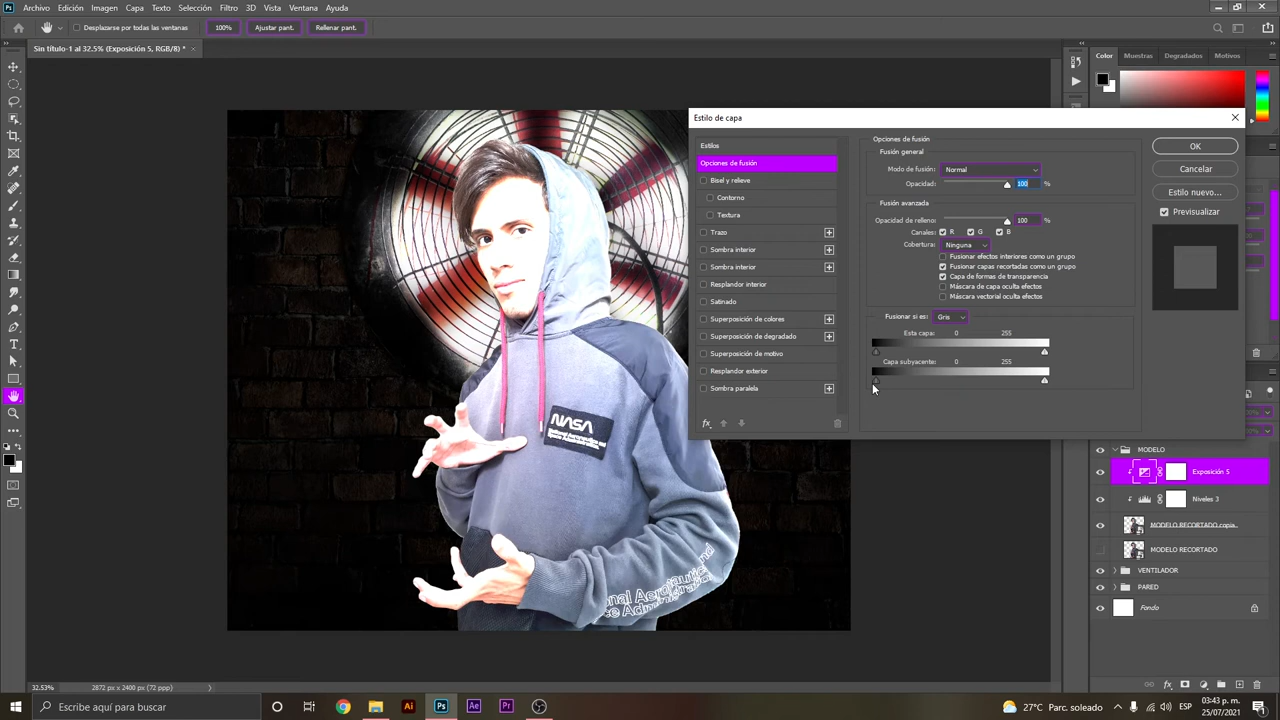 Ps Archivo Edición Imagen Capa Texto Selección Filtro 3D Vista Ventana Ayuda
Desplazarse por todas las ventanas 100% Ajustar pant. Rellenar pant.
Sin título-1 al 32.5% (Exposición 5, RGB/8) *
Color Muestras Degradados Motivos
Estilo de capa
Estilos
Opciones de fusión
Bisel y relieve
Contorno
Textura
Trazo
Sombra interior
Sombra interior
Resplandor interior
Satinado
Superposición de colores
Superposición de degradado
Superposición de motivo
Resplandor exterior
Sombra paralela
fx
Opciones de fusión
Fusión general
Modo de fusión: Normal
Opacidad: 100 %
Fusión avanzada
Opacidad de relleno: 100 %
Canales: R G B
Cobertura: Ninguna
Fusionar efectos interiores como un grupo
Fusionar capas recortadas como un grupo
Capa de formas de transparencia
Máscara de capa oculta efectos
Máscara vectorial oculta efectos
Fusionar si es: Gris
Esta capa: 0 255
Capa subyacente: 0 255
OK
Cancelar
Estilo nuevo...
Previsualizar
NASA
MODELO
Exposición 5
Niveles 3
MODELO RECORTADO copia
MODELO RECORTADO
VENTILADOR
PARED
Fondo
fx
32.53% 2872 px x 2400 px (72 ppp)
Escribe aquí para buscar
Ai Ps Ae Pr
27°C Parc. soleado ESP
03:43 p. m.
25/07/2021